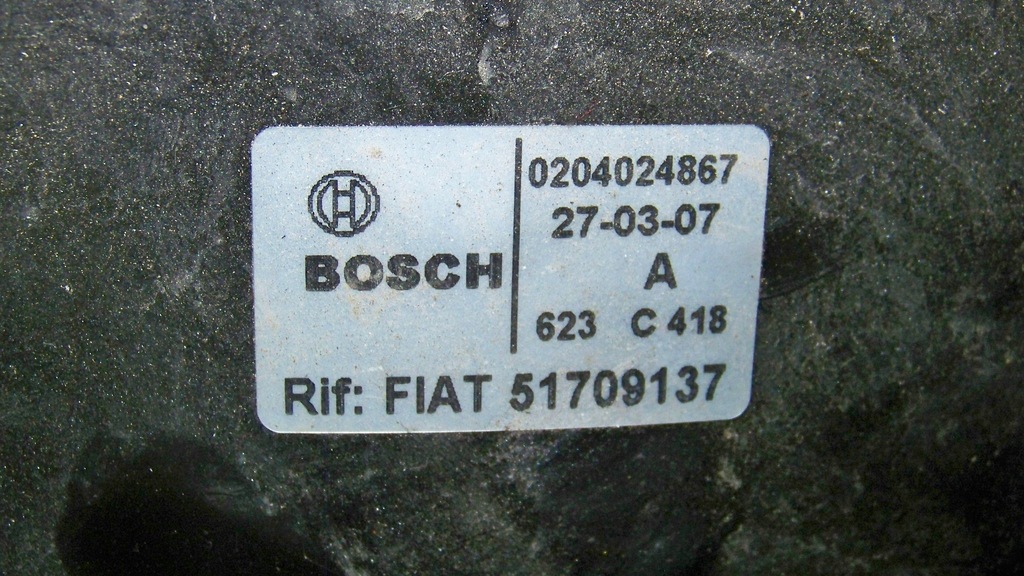 BOSCH
0204024867
27-03-07
A
623 C 418
Rif: FIAT 51709137